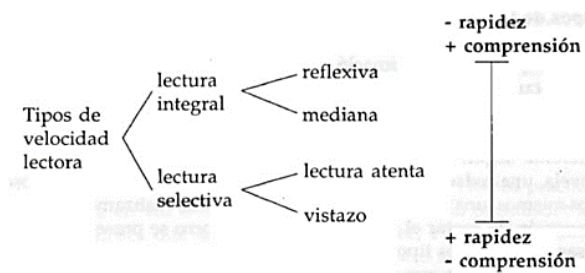 - rapidez
+ comprensión
lectura
integral
reflexiva
mediana
Tipos de
velocidad
lectora
lectura
selectiva
lectura atenta
vistazo
+ rapidez
- comprensión